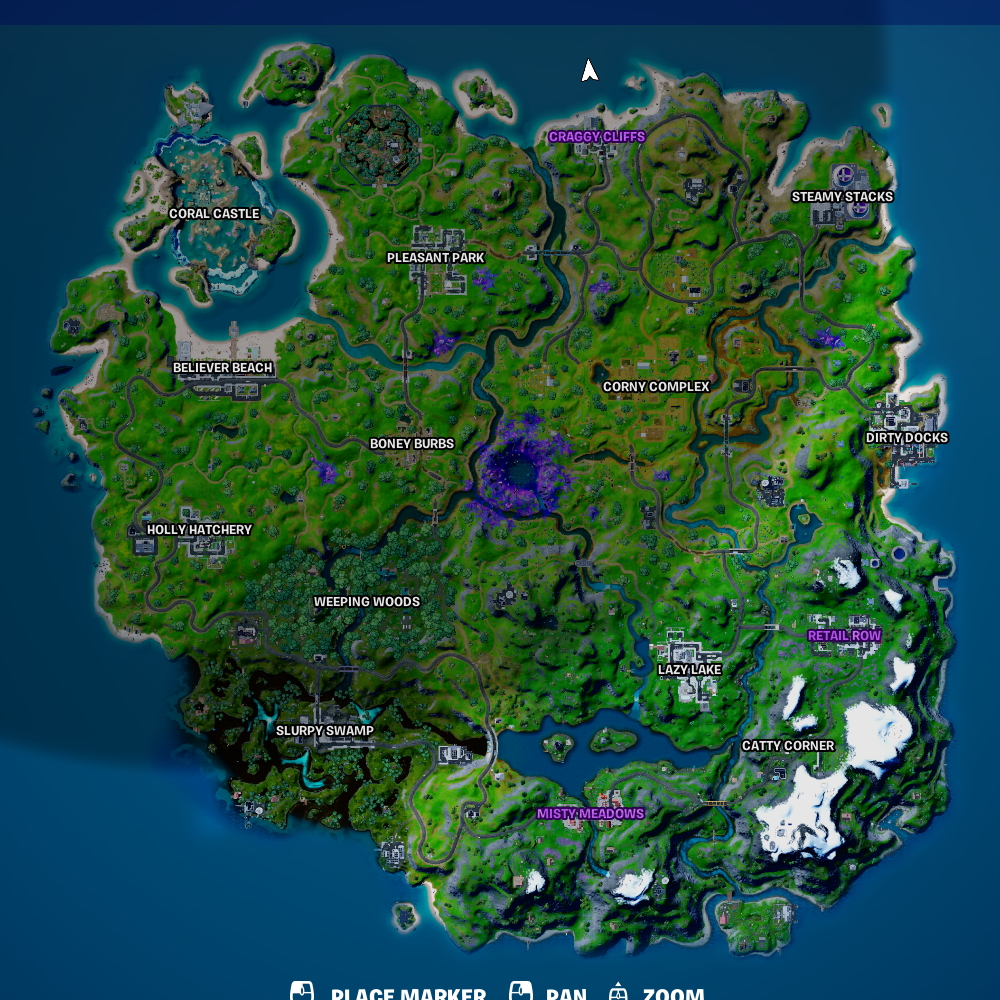 CRAGGY CLIFFS
STEAMY STACKS
CORAL CASTLE
PLEASANT PARK
BELIEVER BEACH
CORNY COMPLEX
DIRTY DOCKS
BONEY BURBS
HOLLY HATCHERY
WEEPING WOODS
RETAIL ROW
LAZY LAKE
SLURPY SWAMP
CATTY CORNER
MISTY MEADOWS
PLACE MARKER PAN ZOOM